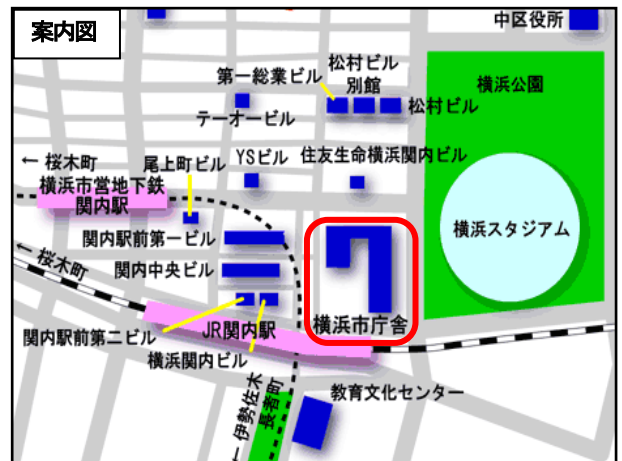 案内図
中区役所
松村ビル
別館
第一総業ビル
松村ビル
横浜公園
テーオービル
← 桜木町
尾上町ビル
YSビル
住友生命横浜関内ビル
横浜市営地下鉄
関内駅
横浜スタジアム
関内駅前第一ビル
← 桜木町
関内中央ビル
関内駅前第二ビル
JR関内駅
横浜市庁舎
横浜関内ビル
教育文化センター
← 伊勢佐木
長者町